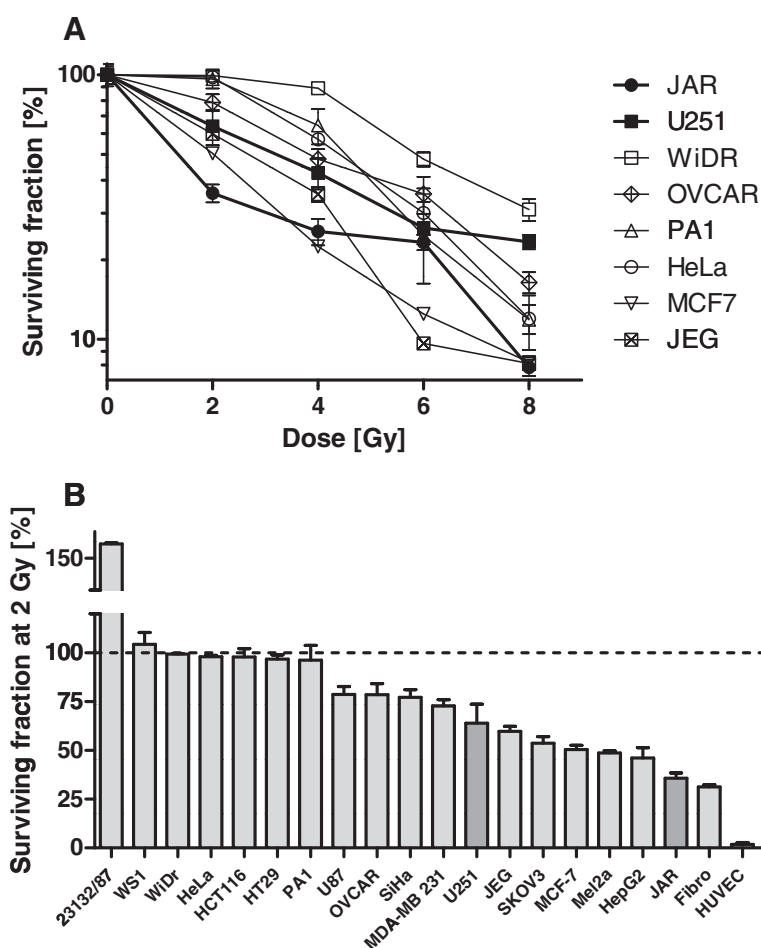 A
Surviving fraction [%]
100
10
0 2 4 6 8
Dose [Gy]
JAR
U251
WiDR
OVCAR
PA1
HeLa
MCF7
JEG
B
Surviving fraction at 2 Gy [%]
150
100
75
50
25
0
23132/87
WS1
WiDr
HeLa
HCT116
HT29
PA1
U87
OVCAR
SiHa
MDA-MB 231
U251
JEG
SKOV3
MCF-7
Mel2a
HepG2
JAR
Fibro
HUVEC